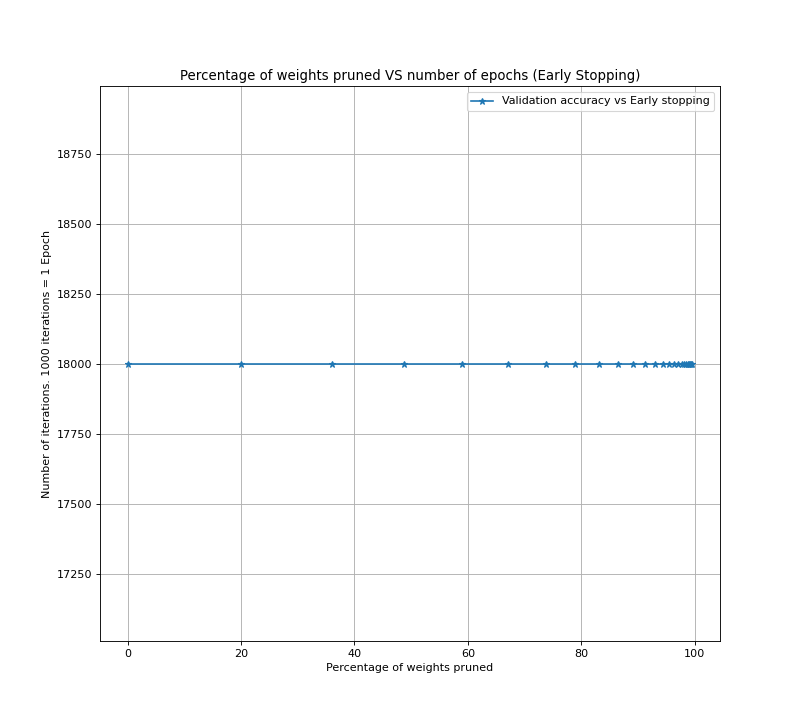 Percentage of weights pruned VS number of epochs (Early Stopping)
Validation accuracy vs Early stopping
Number of iterations. 1000 iterations = 1 Epoch
18750
18500
18250
18000
17750
17500
17250
0 20 40 60 80 100
Percentage of weights pruned